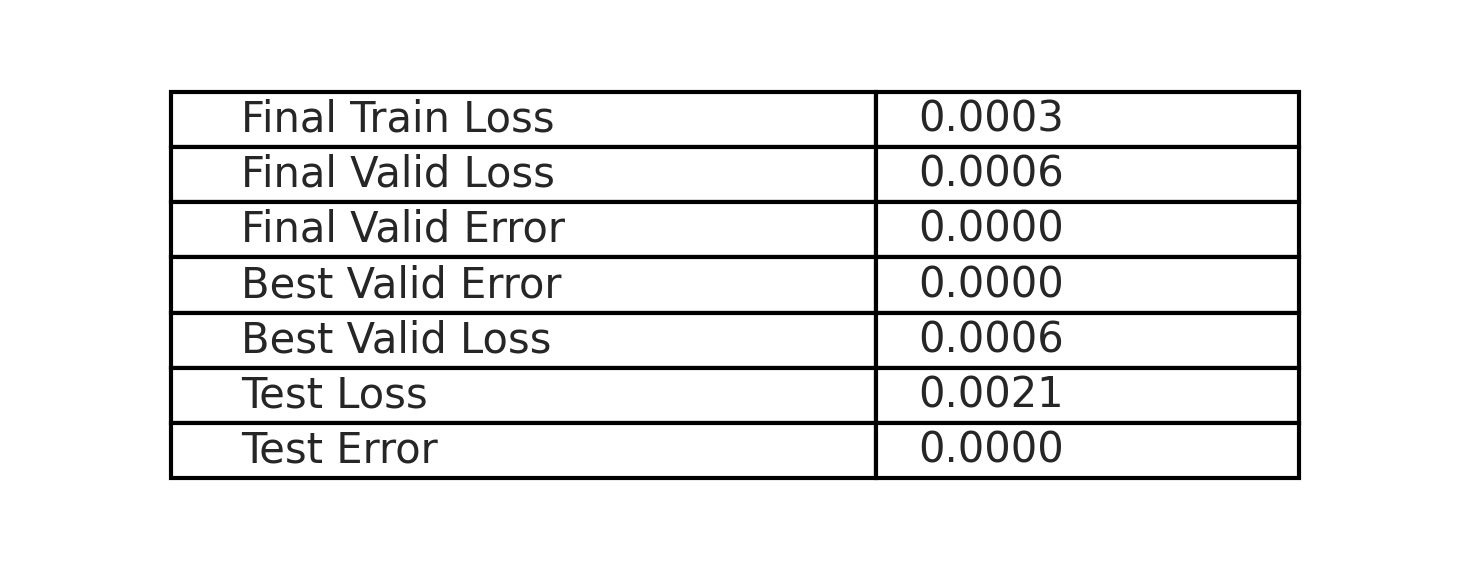 Final Train Loss 0.0003
Final Valid Loss 0.0006
Final Valid Error 0.0000
Best Valid Error 0.0000
Best Valid Loss 0.0006
Test Loss 0.0021
Test Error 0.0000